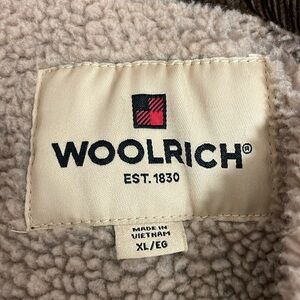 WOOLRICH®
EST. 1830
MADE IN
VIETNAM
XL/EG